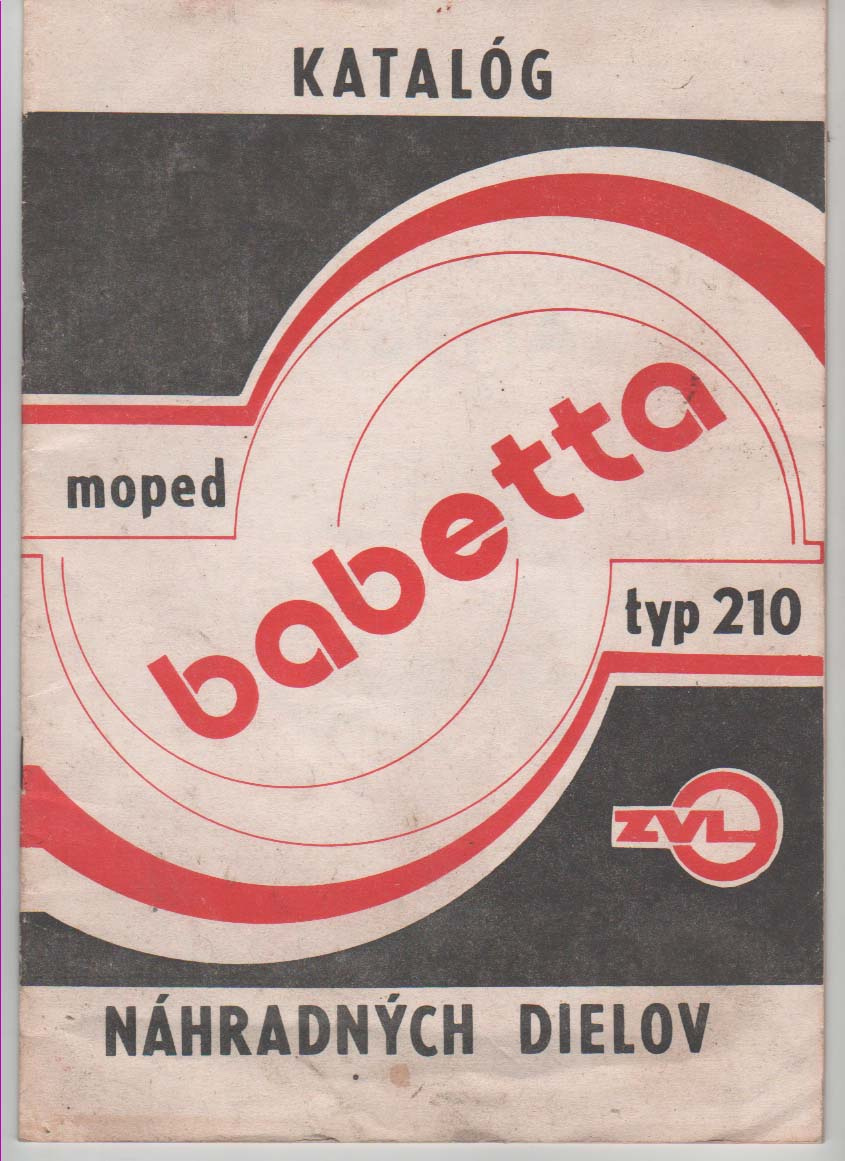 KATALÓG
moped
babetta
typ 210
ZVL
NÁHRADNÝCH DIELOV